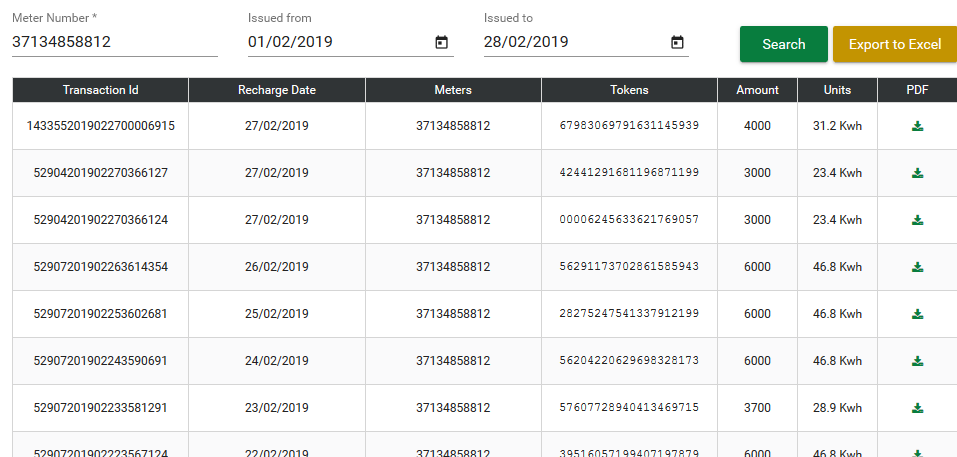 Meter Number * Issued from Issued to
37134858812 01/02/2019 28/02/2019 Search Export to Excel
Transaction Id Recharge Date Meters Tokens Amount Units PDF
1433552019022700006915 27/02/2019 37134858812 67983069791631145939 4000 31.2 Kwh
52904201902270366127 27/02/2019 37134858812 42441291681196871199 3000 23.4 Kwh
52904201902270366124 27/02/2019 37134858812 00006245633621769057 3000 23.4 Kwh
52907201902263614354 26/02/2019 37134858812 56291173702861585943 6000 46.8 Kwh
52907201902253602681 25/02/2019 37134858812 28275247541337912199 6000 46.8 Kwh
52907201902243590691 24/02/2019 37134858812 56204220629698328173 6000 46.8 Kwh
52907201902233581291 23/02/2019 37134858812 57607728940413469715 3700 28.9 Kwh
52907201902223567124 22/02/2019 37134858812 39516057199407197879 6000 46.8 Kwh